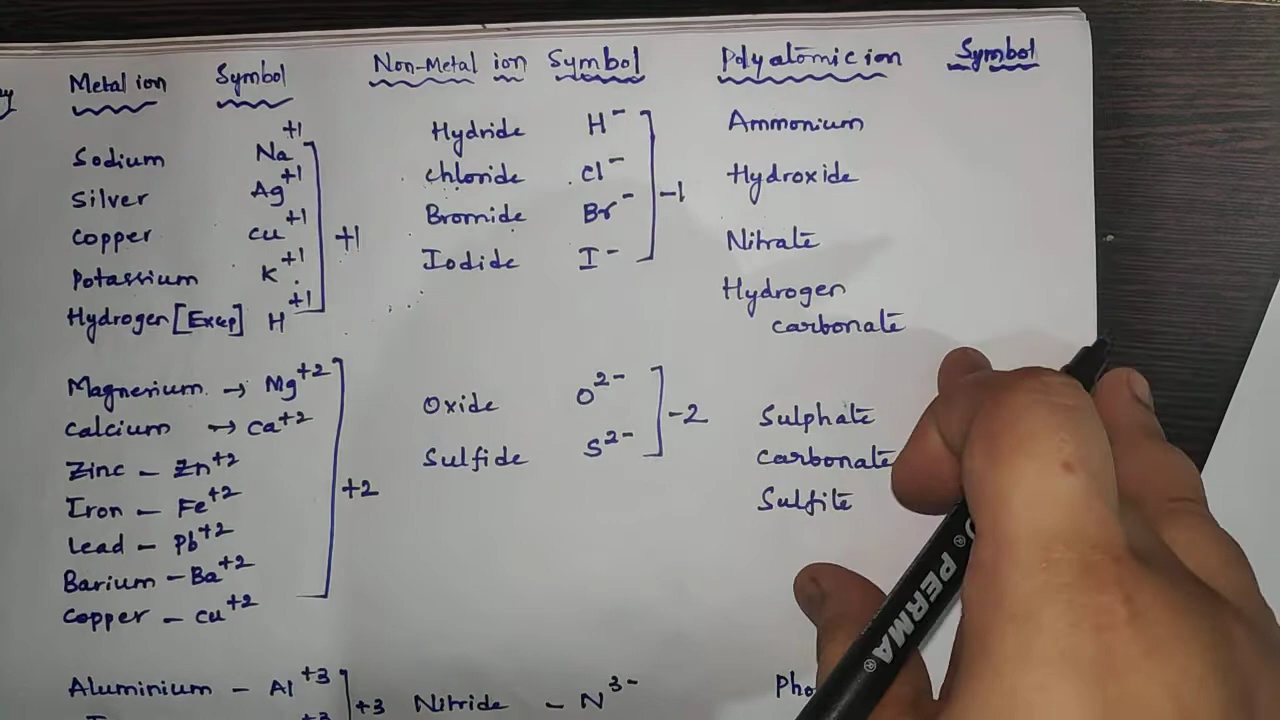 Metal ion Symbol Non-Metal ion Symbol Polyatomic ion Symbol
Sodium Na+1 Hydride H- Ammonium
Silver Ag+1 chloride Cl- Hydroxide
Copper cu+1 +1 Bromide Br- -1 Nitrate
Potassium K+1 Iodide I- Hydrogen
Hydrogen [Excep] H+1 carbonate
Magnesium → Mg+2 Oxide O2- Sulphate
Calcium → Ca+2 -2
Zinc - Zn+2 Sulfide S2- carbonate
Iron - Fe+2 +2 Sulfite
Lead - Pb+2
Barium - Ba+2
Copper - cu+2
Aluminium - Al+3 +3 Nitride - N3- Pho
PERMA